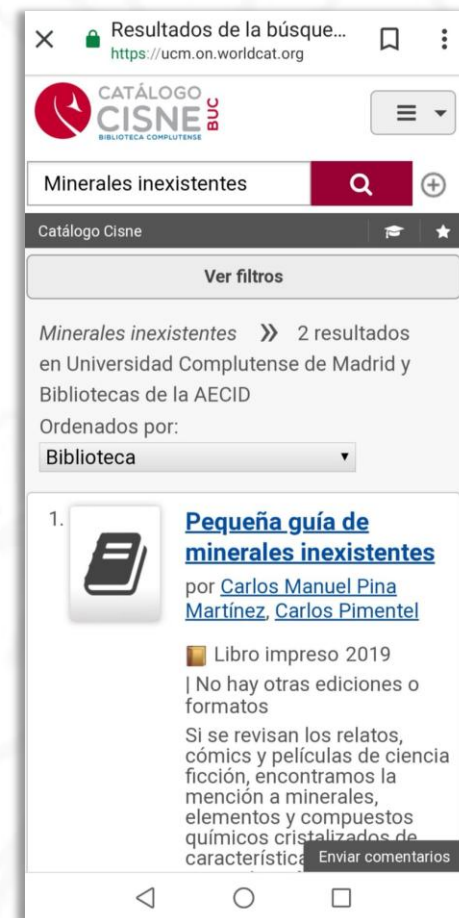 Resultados de la búsque...
https://ucm.on.worldcat.org
CATÁLOGO
CISNE
BUC
BIBLIOTECA COMPLUTENSE
Minerales inexistentes
Catálogo Cisne
Ver filtros
Minerales inexistentes » 2 resultados
en Universidad Complutense de Madrid y
Bibliotecas de la AECID
Ordenados por:
Biblioteca
1.
Pequeña guía de
minerales inexistentes
por Carlos Manuel Pina
Martínez, Carlos Pimentel
Libro impreso 2019
| No hay otras ediciones o
formatos
Si se revisan los relatos,
cómics y películas de ciencia
ficción, encontramos la
mención a minerales,
elementos y compuestos
químicos cristalizados de
característica
Enviar comentarios